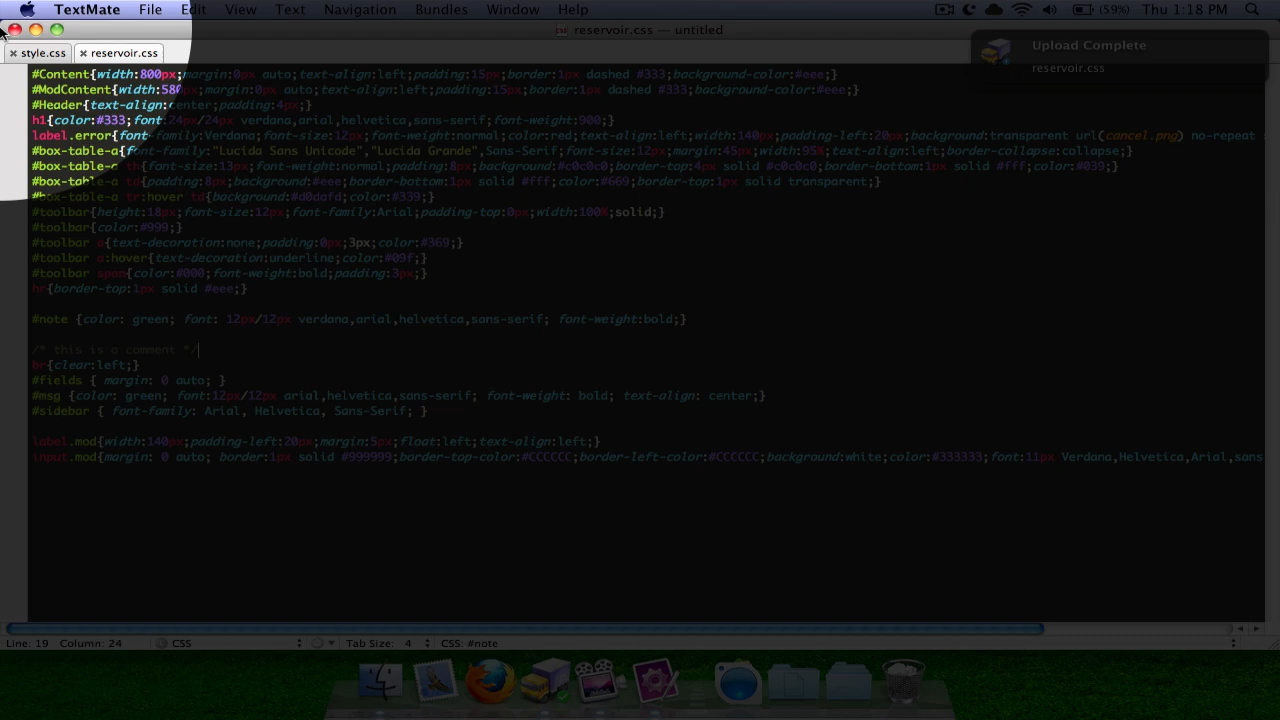 TextMate File Edit View Text Navigation Bundles Window Help (59%) Thu 1:18 PM
reservoir.css — untitled
style.css reservoir.css
Upload Complete
reservoir.css
#Content{width:800px;margin:0px auto;text-align:left;padding:15px;border:1px dashed #333;background-color:#eee;}
#ModContent{width:580px;margin:0px auto;text-align:left;padding:15px;border:1px dashed #333;background-color:#eee;}
#Header{text-align:center;padding:4px;}
h1{color:#333;font:24px/24px verdana,arial,helvetica,sans-serif;font-weight:900;}
label.error{font-family:Verdana;font-size:12px;font-weight:normal;color:red;text-align:left;width:140px;padding-left:20px;background:transparent url(cancel.png) no-repeat s
#box-table-a{font-family:"Lucida Sans Unicode","Lucida Grande",Sans-Serif;font-size:12px;margin:45px;width:95%;text-align:left;border-collapse:collapse;}
#box-table-a th{font-size:13px;font-weight:normal;padding:8px;background:#c0c0c0;border-top:4px solid #c0c0c0;border-bottom:1px solid #fff;color:#039;}
#box-table-a td{padding:8px;background:#eee;border-bottom:1px solid #fff;color:#669;border-top:1px solid transparent;}
#box-table-a tr:hover td{background:#d0dafd;color:#339;}
#toolbar{height:18px;font-size:12px;font-family:Arial;padding-top:0px;width:100%;solid;}
#toolbar{color:#999;}
#toolbar a{text-decoration:none;padding:0px;3px;color:#369;}
#toolbar a:hover{text-decoration:underline;color:#09f;}
#toolbar span{color:#000;font-weight:bold;padding:3px;}
hr{border-top:1px solid #eee;}
#note {color: green; font: 12px/12px verdana,arial,helvetica,sans-serif; font-weight:bold;}
/* this is a comment */
br{clear:left;}
#fields { margin: 0 auto; }
#msg {color: green; font:12px/12px arial,helvetica,sans-serif; font-weight: bold; text-align: center;}
#sidebar { font-family: Arial, Helvetica, Sans-Serif; }
label.mod{width:140px;padding-left:20px;margin:5px;float:left;text-align:left;}
input.mod{margin: 0 auto; border:1px solid #999999;border-top-color:#CCCCCC;border-left-color:#CCCCCC;background:white;color:#333333;font:11px Verdana,Helvetica,Arial,sans
Line: 19 Column: 24 CSS Tab Size: 4 CSS: #note